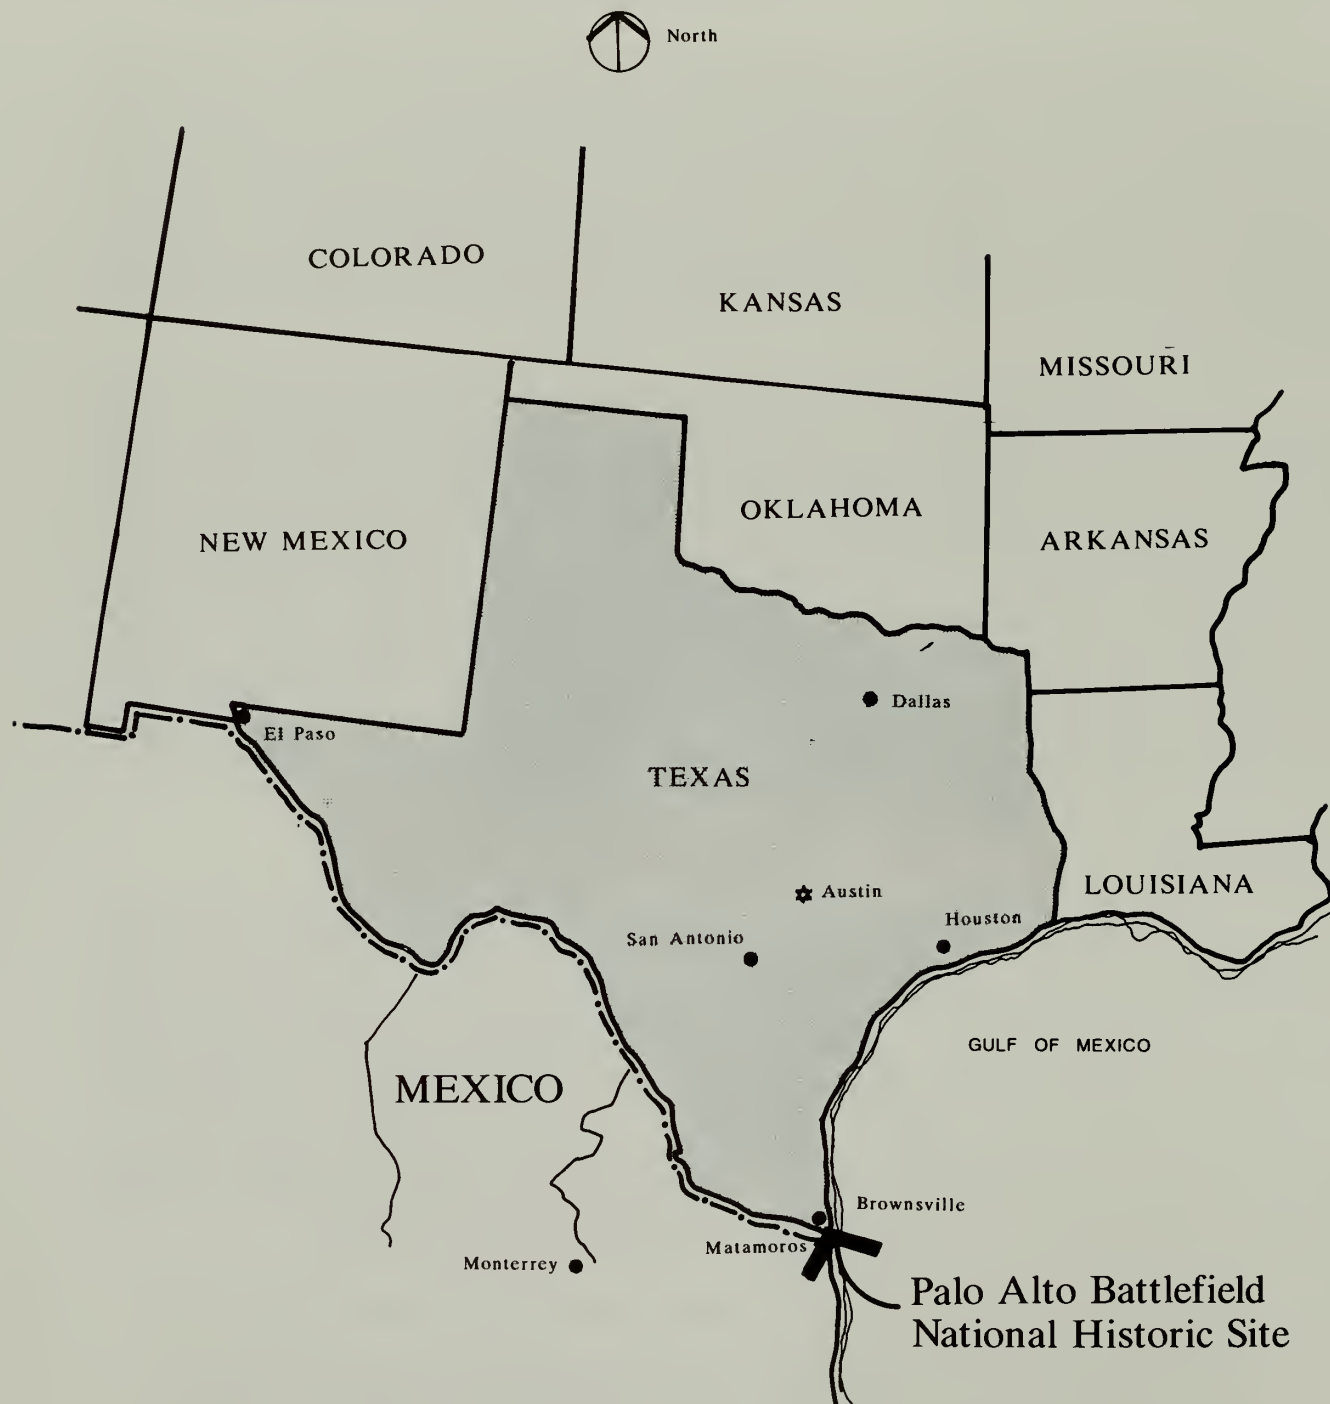 North
COLORADO
KANSAS
MISSOURI
OKLAHOMA
NEW MEXICO
ARKANSAS
Dallas
El Paso
TEXAS
LOUISIANA
Austin
Houston
San Antonio
GULF OF MEXICO
MEXICO
Brownsville
Matamoros
Monterrey
Palo Alto Battlefield
National Historic Site